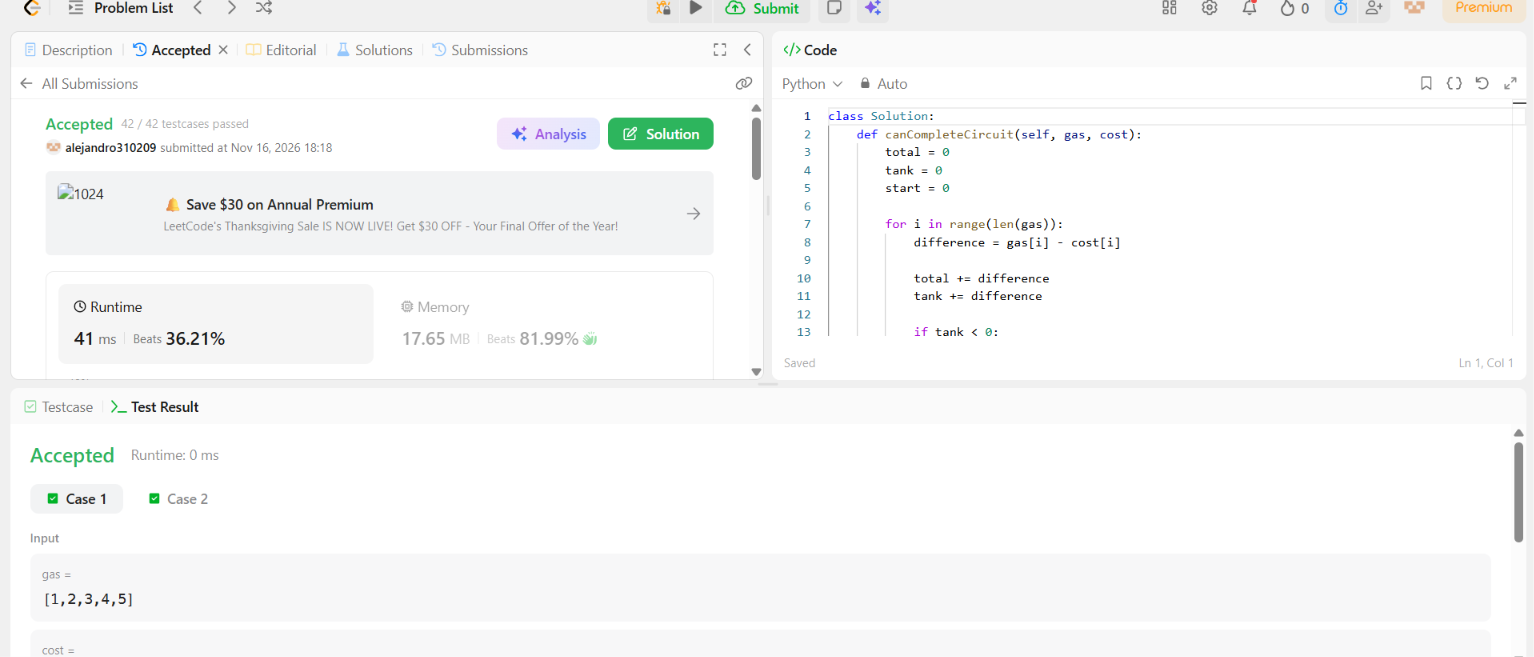 Problem List
Submit
0
Premium
Description
Accepted
Editorial
Solutions
Submissions
All Submissions
Accepted 42 / 42 testcases passed
alejandro310209 submitted at Nov 16, 2026 18:18
Analysis
Solution
1024
Save $30 on Annual Premium
LeetCode's Thanksgiving Sale IS NOW LIVE! Get $30 OFF - Your Final Offer of the Year!
Runtime
41 ms Beats 36.21%
Memory
17.65 MB Beats 81.99%
</> Code
Python
Auto
1 class Solution:
2     def canCompleteCircuit(self, gas, cost):
3         total = 0
4         tank = 0
5         start = 0
6
7         for i in range(len(gas)):
8             difference = gas[i] - cost[i]
9
10             total += difference
11             tank += difference
12
13             if tank < 0:
Saved
Ln 1, Col 1
Testcase
Test Result
Accepted Runtime: 0 ms
Case 1
Case 2
Input
gas =
[1,2,3,4,5]
cost =